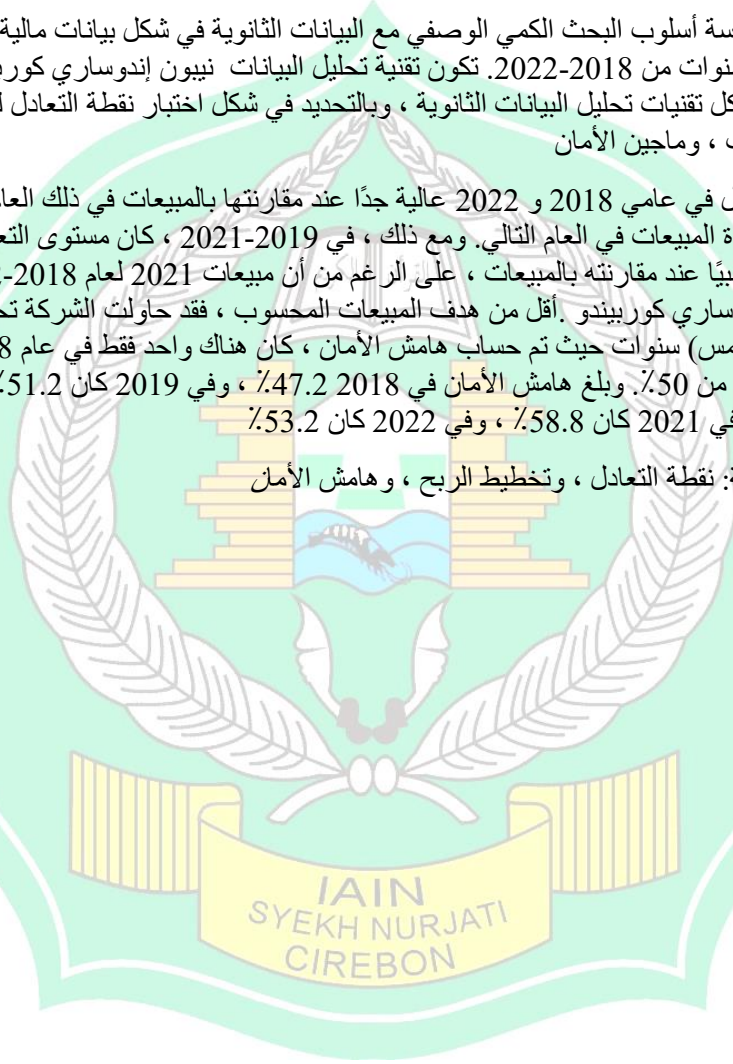 سة أسلوب البحث الكمي الوصفي مع البيانات الثانوية في شكل بيانات مالية
سنوات من 2018-2022. تكون تقنية تحليل البيانات نيبون إندوساري كور
كل تقنيات تحليل البيانات الثانوية ، وبالتحديد في شكل اختبار نقطة التعادل ل
، وماجين الأمان
ل في عامي 2018 و 2022 عالية جدًا عند مقارنتها بالمبيعات في ذلك العا
ة المبيعات في العام التالي. ومع ذلك ، في 2019-2021 ، كان مستوى التع
بيًا عند مقارنته بالمبيعات ، على الرغم من أن مبيعات 2021 لعام 2018-
ساري كوربيندو .أقل من هدف المبيعات المحسوب ، فقد حاولت الشركة تح
مس) سنوات حيث تم حساب هامش الأمان ، كان هناك واحد فقط في عام 8
من 50٪. وبلغ هامش الأمان في 2018 47.2٪ ، وفي 2019 كان 51.2٪
في 2021 كان 58.8٪ ، وفي 2022 كان 53.2٪
ة: نقطة التعادل ، وتخطيط الربح ، وهامش الأمان
IAIN
SYEKH NURJATI
CIREBON